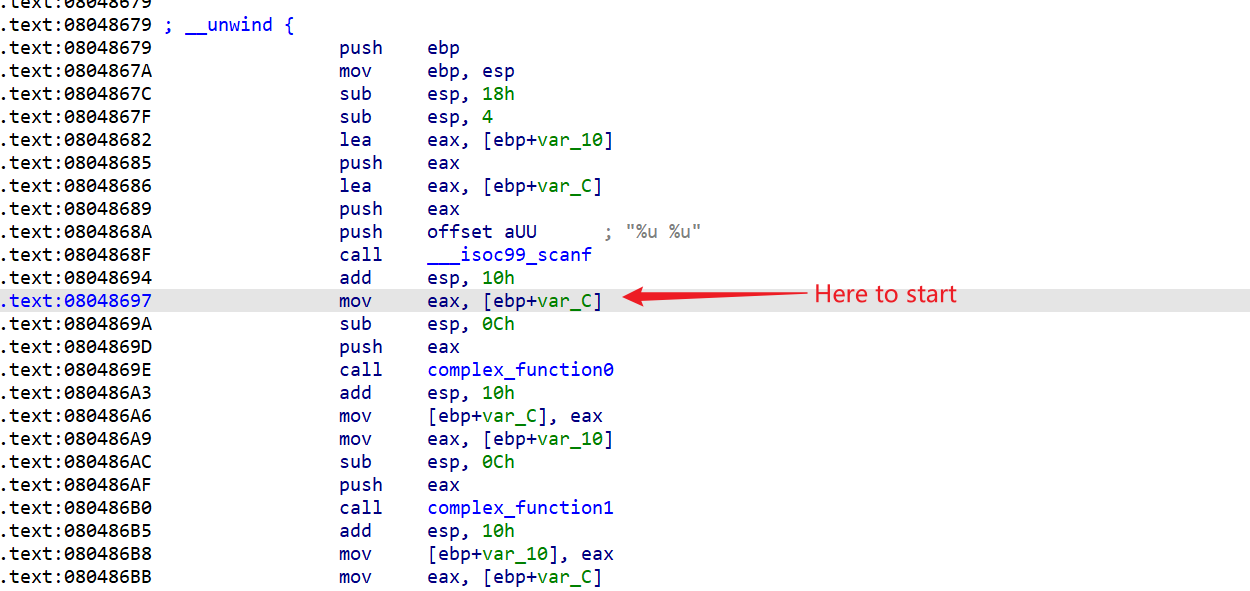 .text:08048679
.text:08048679 ; __unwind {
.text:08048679 push ebp
.text:0804867A mov ebp, esp
.text:0804867C sub esp, 18h
.text:0804867F sub esp, 4
.text:08048682 lea eax, [ebp+var_10]
.text:08048685 push eax
.text:08048686 lea eax, [ebp+var_C]
.text:08048689 push eax
.text:0804868A push offset aUU ; "%u %u"
.text:0804868F call ___isoc99_scanf
.text:08048694 add esp, 10h
.text:08048697 mov eax, [ebp+var_C] Here to start
.text:0804869A sub esp, 0Ch
.text:0804869D push eax
.text:0804869E call complex_function0
.text:080486A3 add esp, 10h
.text:080486A6 mov [ebp+var_C], eax
.text:080486A9 mov eax, [ebp+var_10]
.text:080486AC sub esp, 0Ch
.text:080486AF push eax
.text:080486B0 call complex_function1
.text:080486B5 add esp, 10h
.text:080486B8 mov [ebp+var_10], eax
.text:080486BB mov eax, [ebp+var_C]